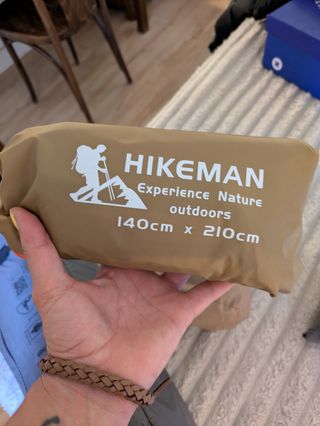 HIKEMAN
Experience Nature
outdoors
140cm x 210cm